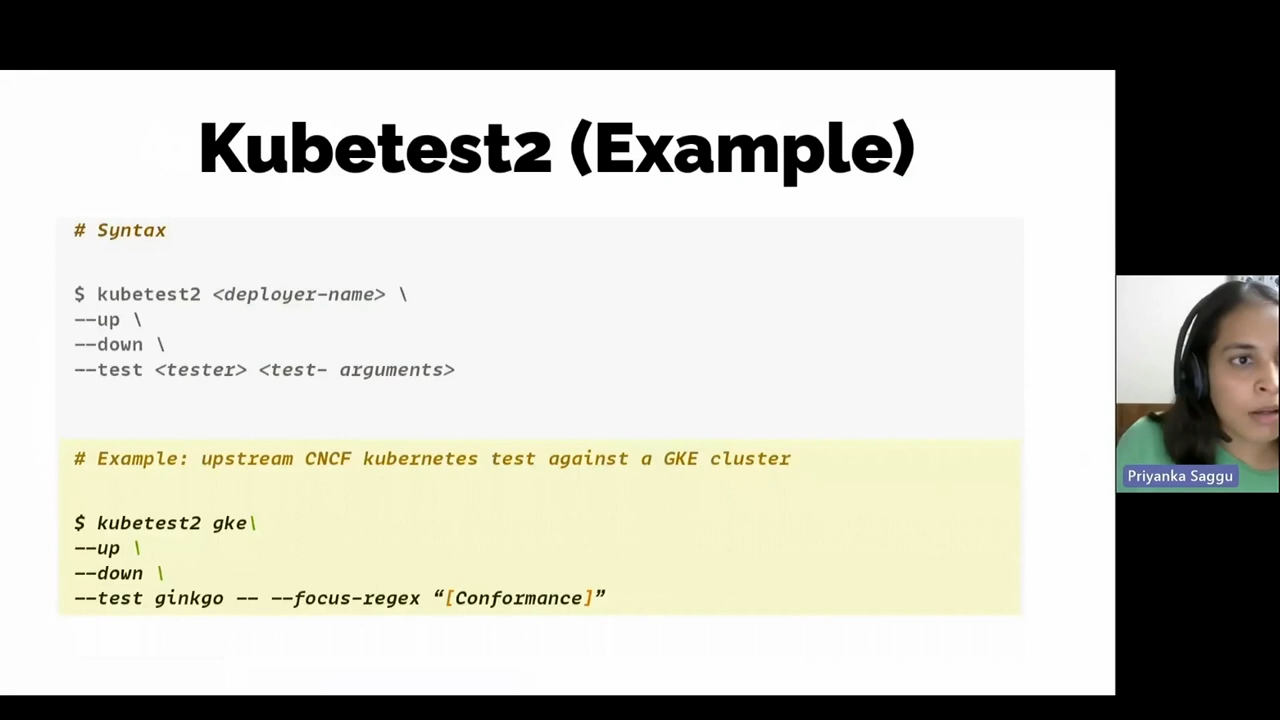 Kubetest2 (Example)
# Syntax
$ kubetest2 <deployer-name> \
--up \
--down \
--test <tester> <test- arguments>
# Example: upstream CNCF kubernetes test against a GKE cluster
$ kubetest2 gke\
--up \
--down \
--test ginkgo -- --focus-regex “[Conformance]”
Priyanka Saggu